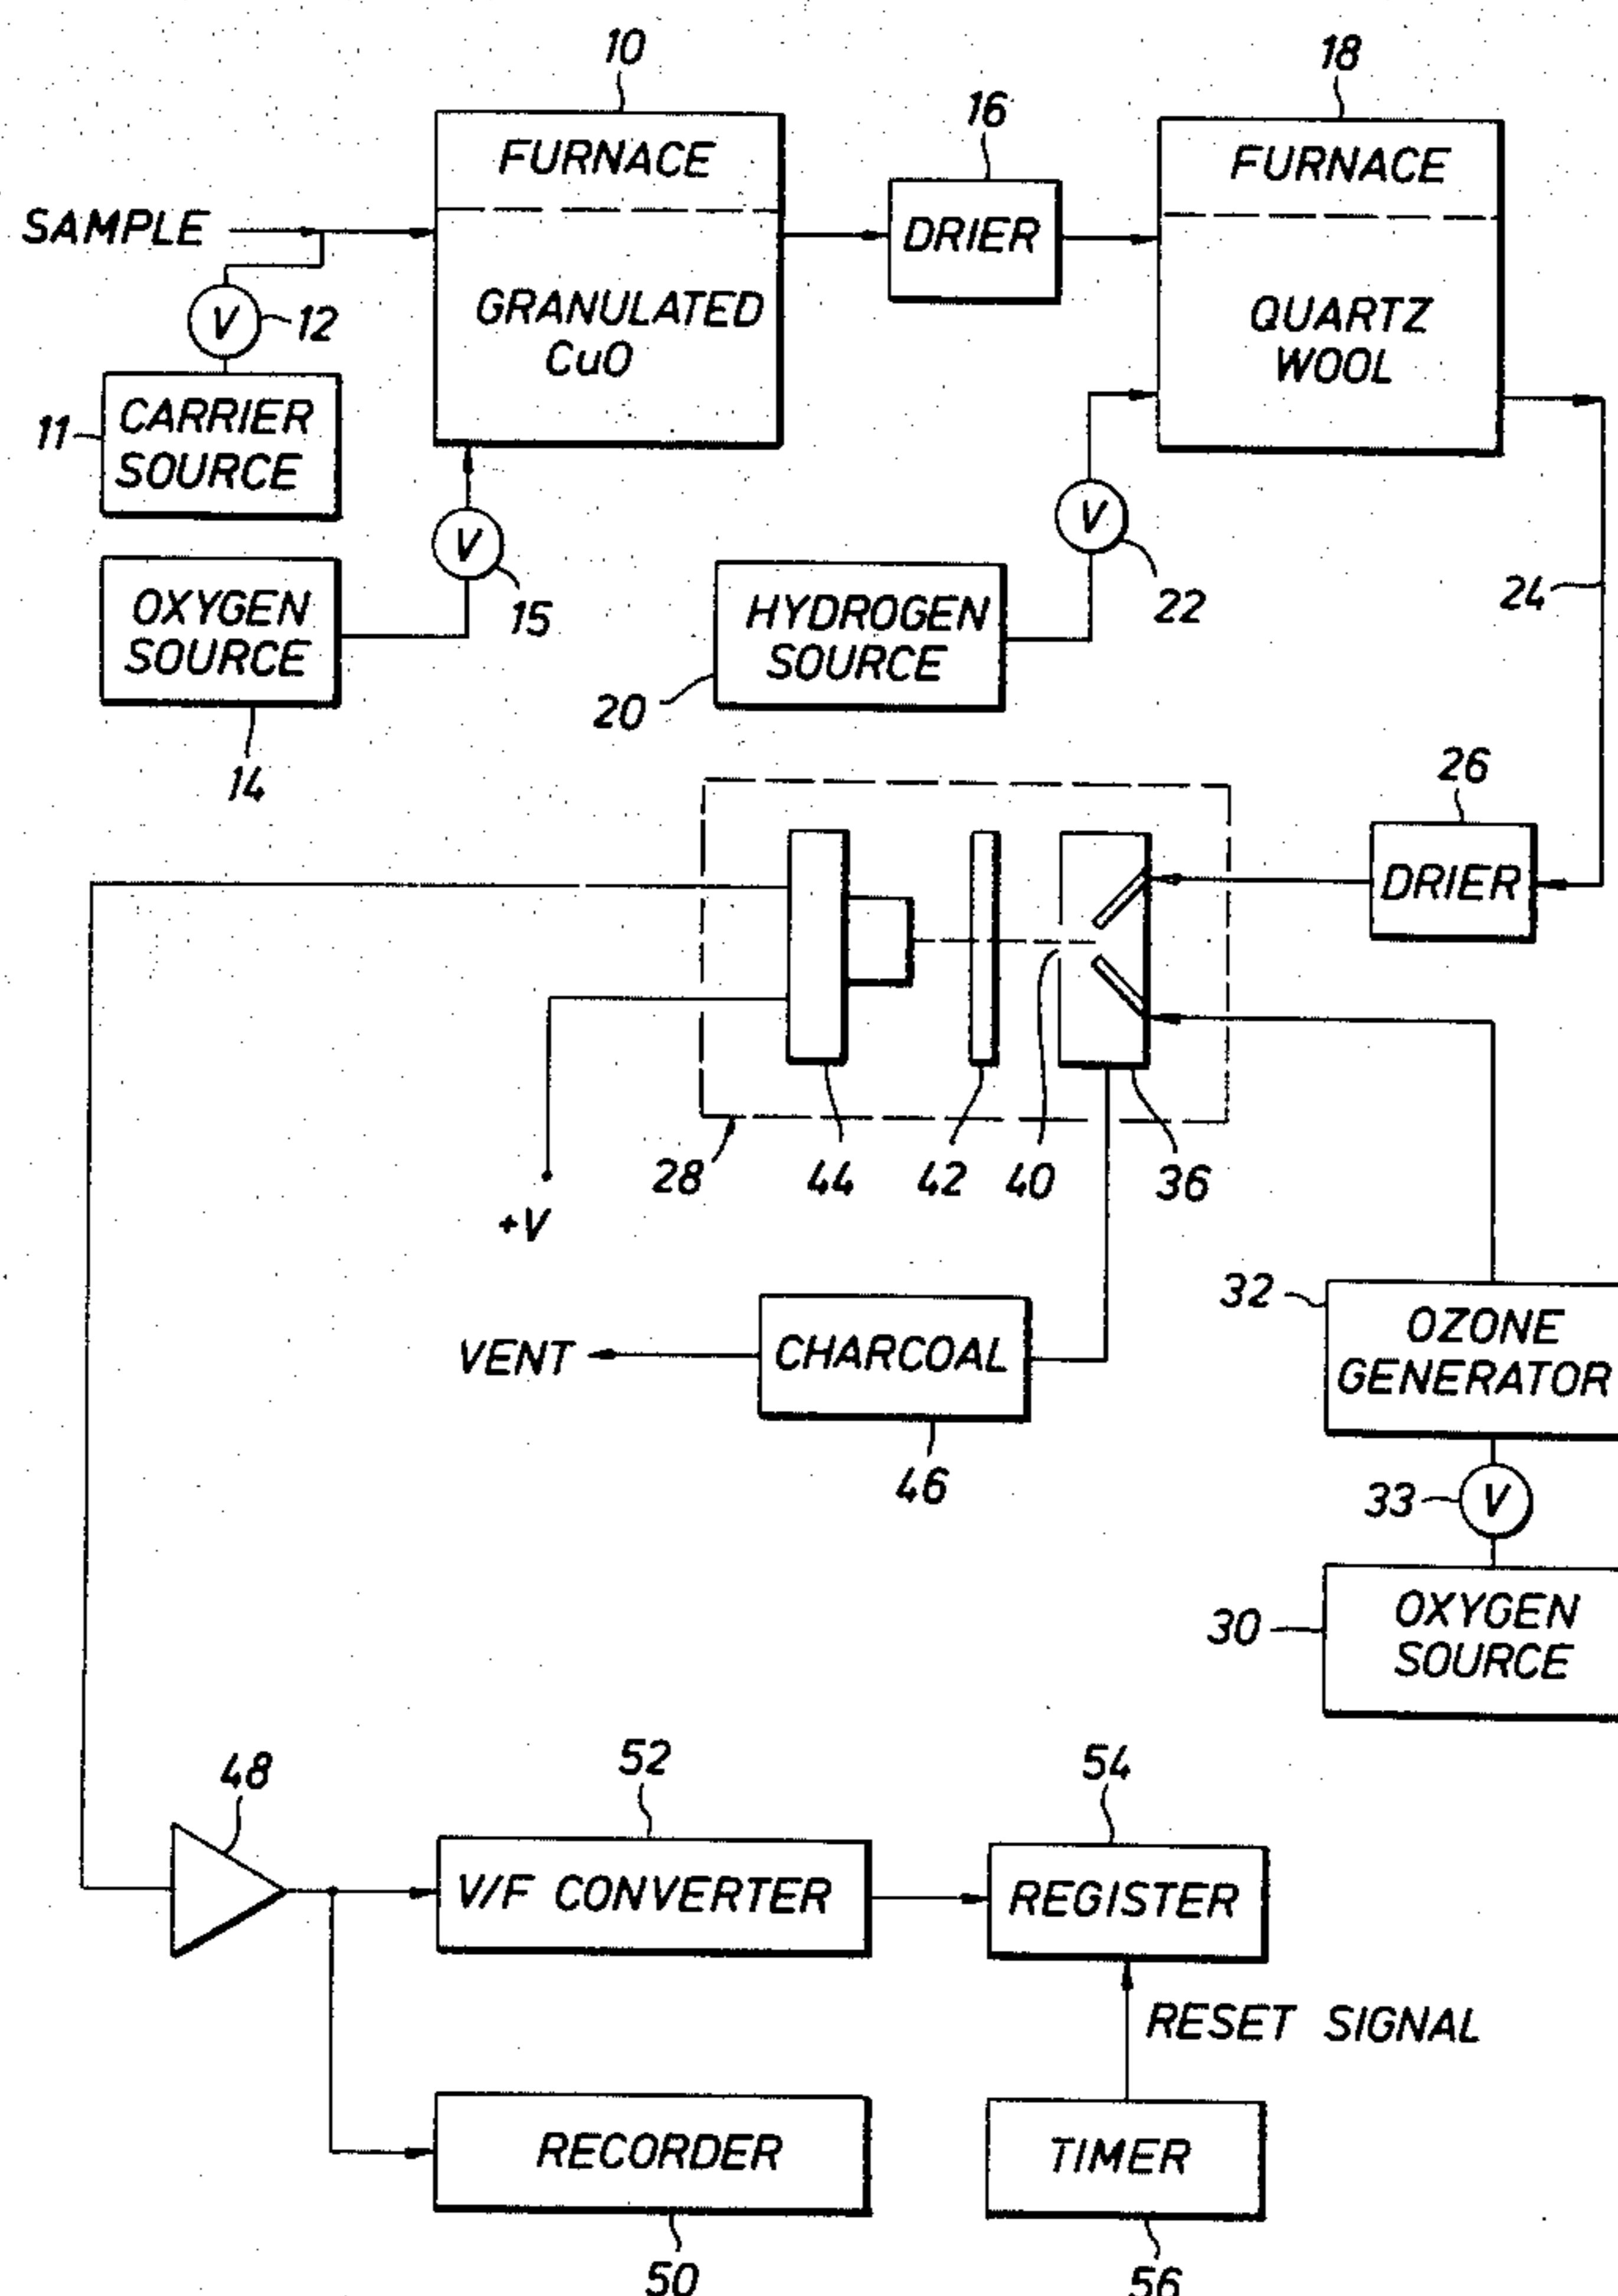 10
18
16
FURNACE
FURNACE
SAMPLE
DRIER
GRANULATED
CuO
QUARTZ
WOOL
V
12
CARRIER
SOURCE
11
V
15
V
22
24
OXYGEN
SOURCE
14
HYDROGEN
SOURCE
20
26
DRIER
28
44
42
40
36
+V
32
OZONE
GENERATOR
VENT
CHARCOAL
46
33
V
30
OXYGEN
SOURCE
48
52
54
V/F CONVERTER
REGISTER
RESET SIGNAL
RECORDER
TIMER
50
56